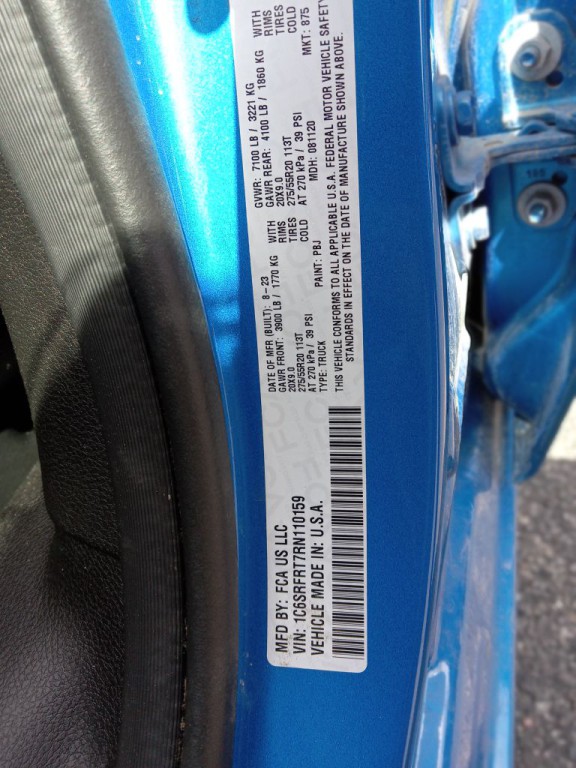 MFD BY: FCA US LLC
VIN: 1C6SRFRT7RN110159
VEHICLE MADE IN: U.S.A.
DATE OF MFR (BUILT): 8-23 GVWR: 7100 LB / 3221 KG
GAWR FRONT: 3900 LB / 1770 KG WITH GAWR REAR: 4100 LB / 1860 KG WITH
20X9.0 RIMS 20X9.0 RIMS
275/55R20 113T TIRES 275/55R20 113T TIRES
AT 270 kPa / 39 PSI COLD AT 270 kPa / 39 PSI COLD
TYPE: TRUCK PAINT: PBJ MDH: 081120 MKT: 875
THIS VEHICLE CONFORMS TO ALL APPLICABLE U.S.A. FEDERAL MOTOR VEHICLE SAFETY
STANDARDS IN EFFECT ON THE DATE OF MANUFACTURE SHOWN ABOVE.